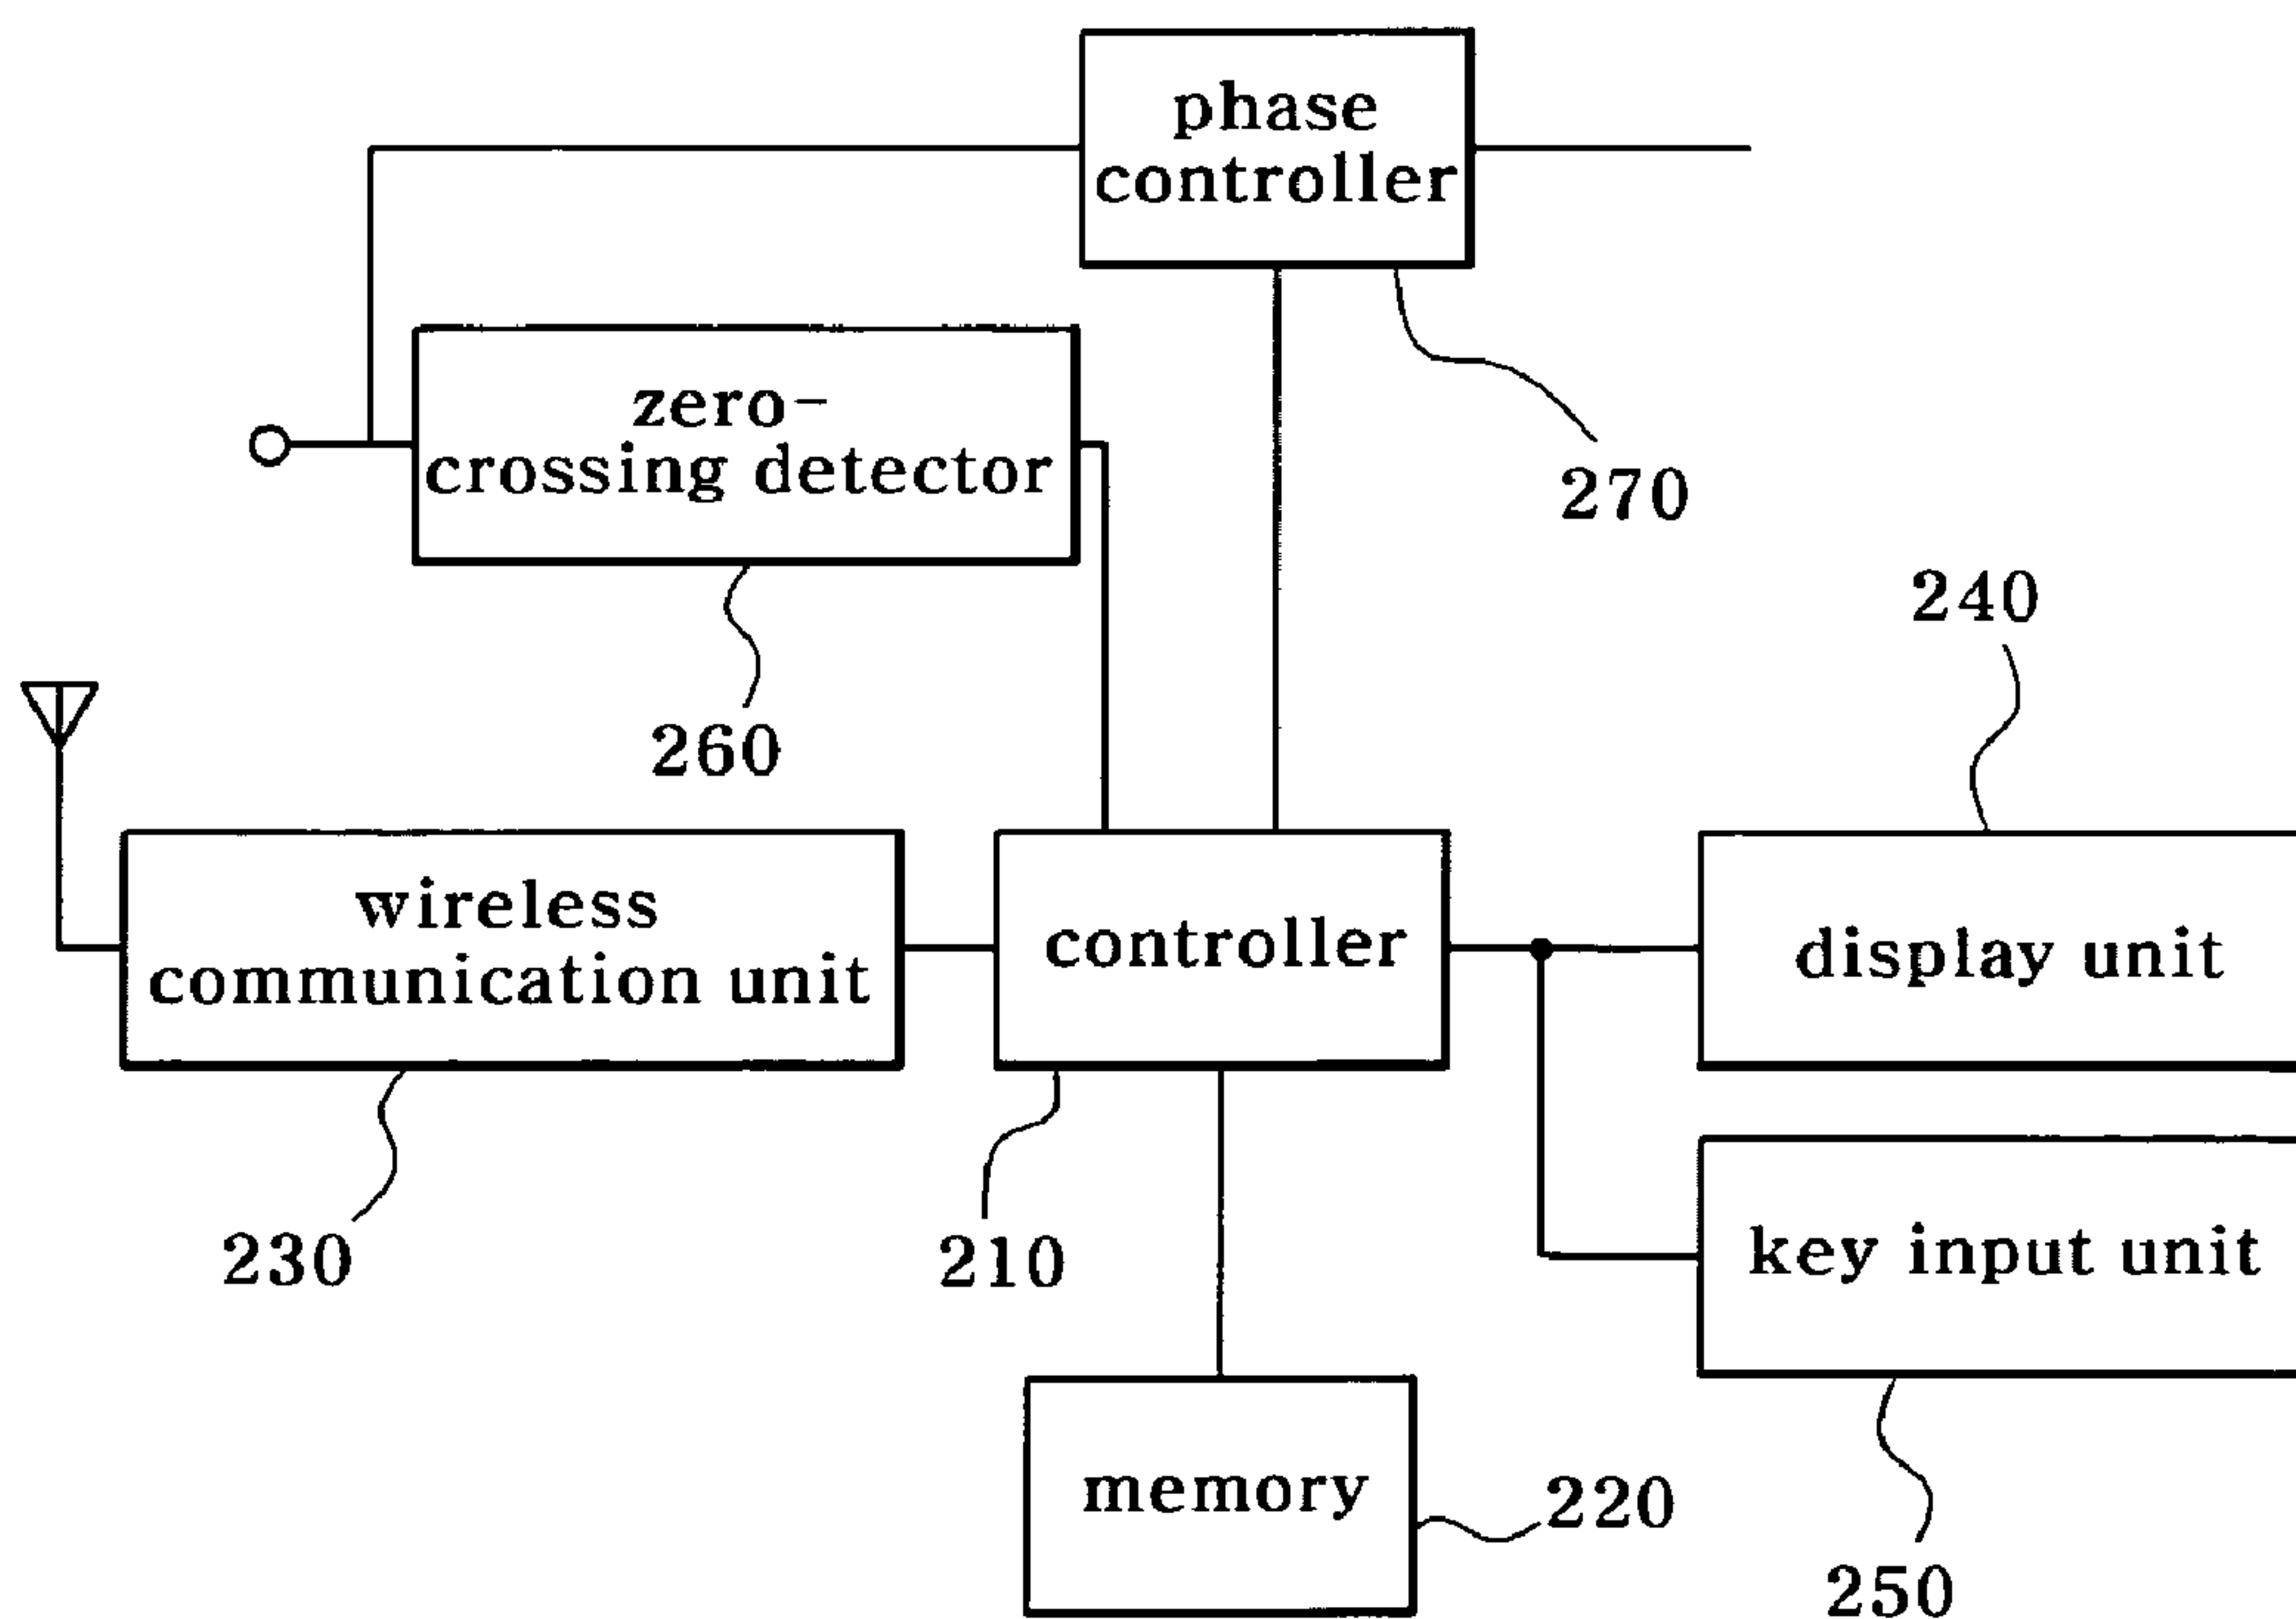 phase
controller
zero-
crossing detector
270
240
260
wireless
communication unit
controller
display unit
230
210
key input unit
memory
220
250